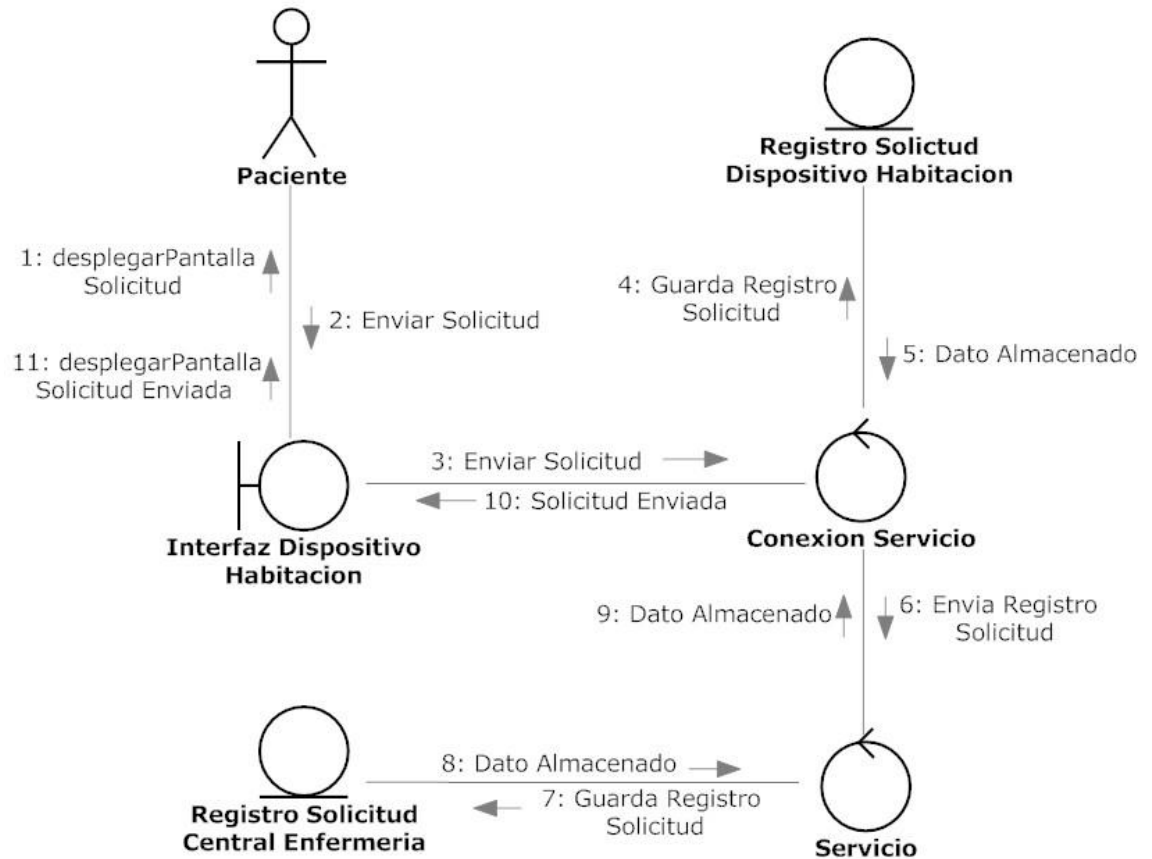 Paciente
Registro Solictud
Dispositivo Habitacion
1: desplegarPantalla
Solicitud
2: Enviar Solicitud
11: desplegarPantalla
Solicitud Enviada
4: Guarda Registro
Solicitud
5: Dato Almacenado
3: Enviar Solicitud
10: Solicitud Enviada
Interfaz Dispositivo
Habitacion
Conexion Servicio
9: Dato Almacenado
6: Envia Registro
Solicitud
8: Dato Almacenado
7: Guarda Registro
Solicitud
Registro Solicitud
Central Enfermeria
Servicio